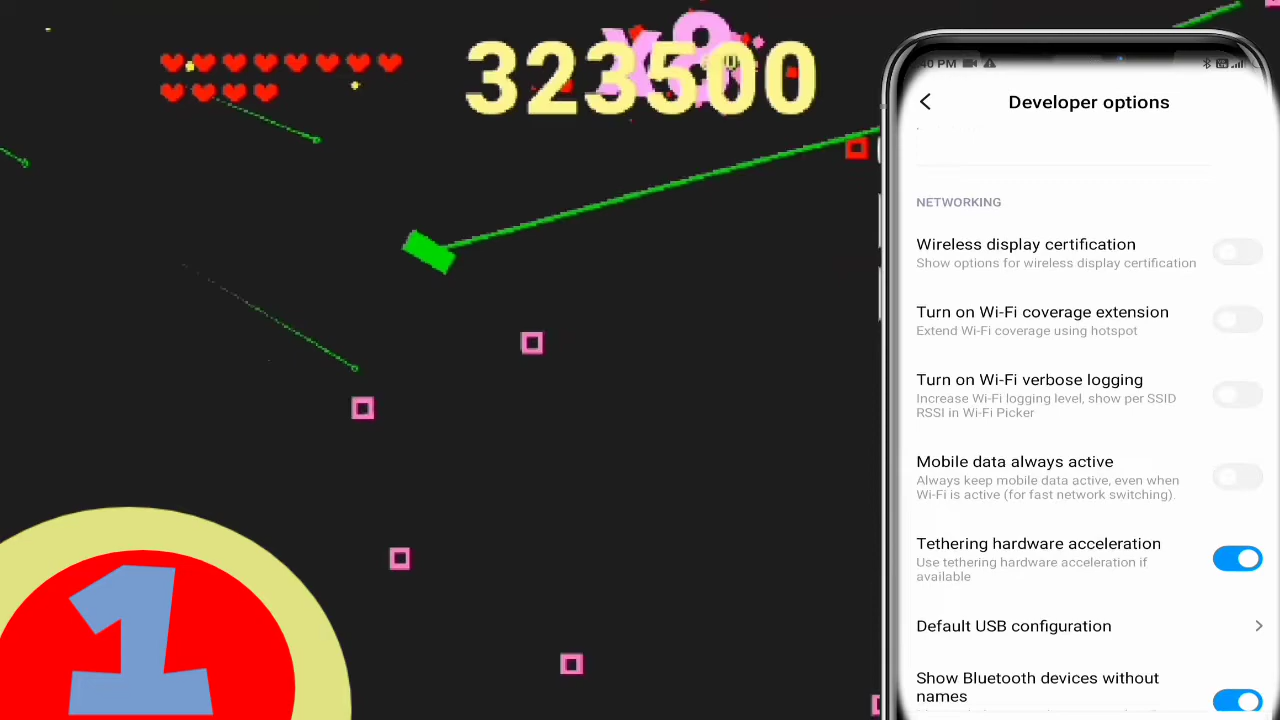 323500
40 PM
Developer options
NETWORKING
Wireless display certification
Show options for wireless display certification
Turn on Wi-Fi coverage extension
Extend Wi-Fi coverage using hotspot
Turn on Wi-Fi verbose logging
Increase Wi-Fi logging level, show per SSID
RSSI in Wi-Fi Picker
Mobile data always active
Always keep mobile data active, even when
Wi-Fi is active (for fast network switching).
Tethering hardware acceleration
Use tethering hardware acceleration if
available
Default USB configuration
Show Bluetooth devices without
names
1